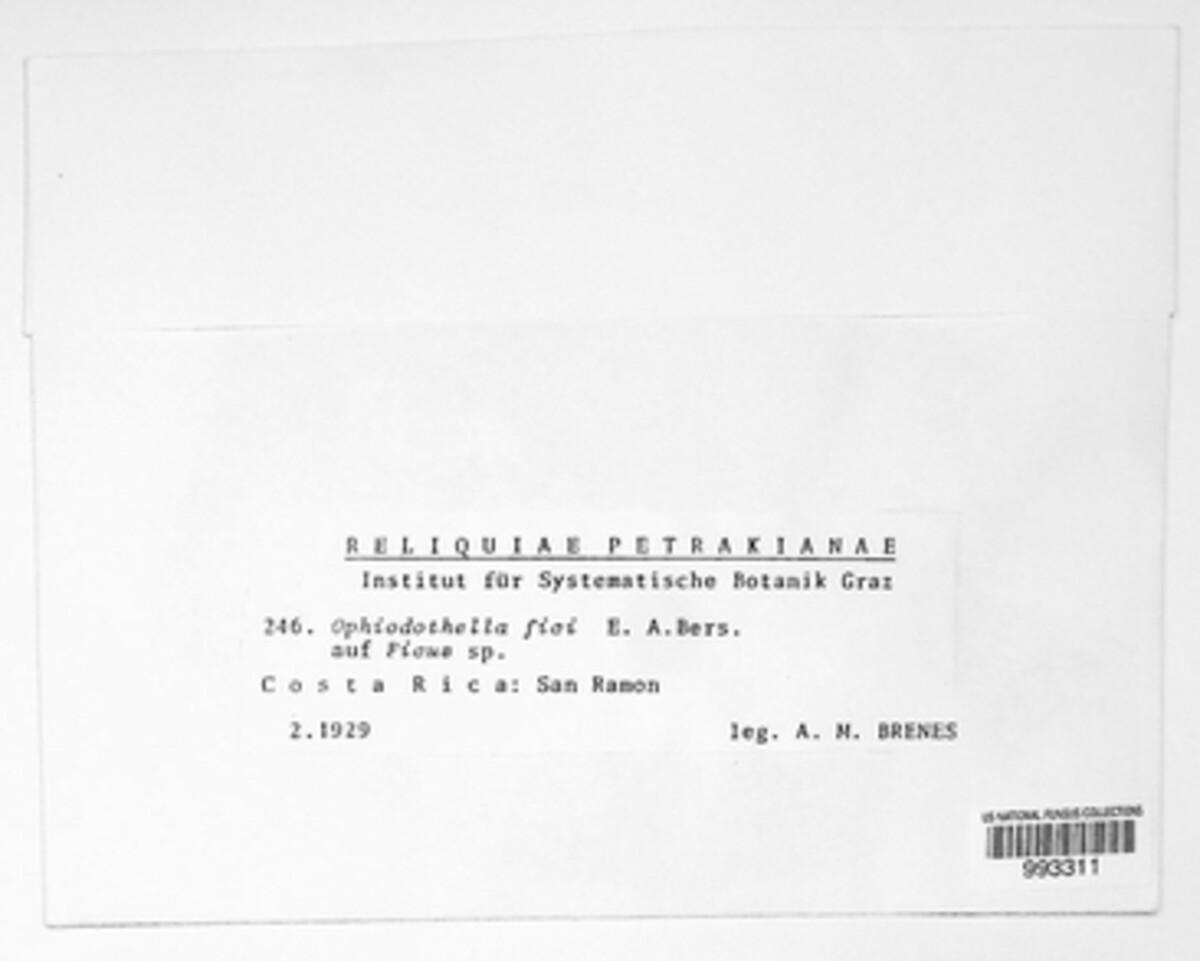 RELIQUIAE PETRAKIANAE
Institut für Systematische Botanik Graz
246. Ophiodothella fici E. A.Bers.
auf Ficus sp.
Costa Rica: San Ramon
2.1929 leg. A. M. BRENES
US NATIONAL FUNGUS COLLECTIONS
993311